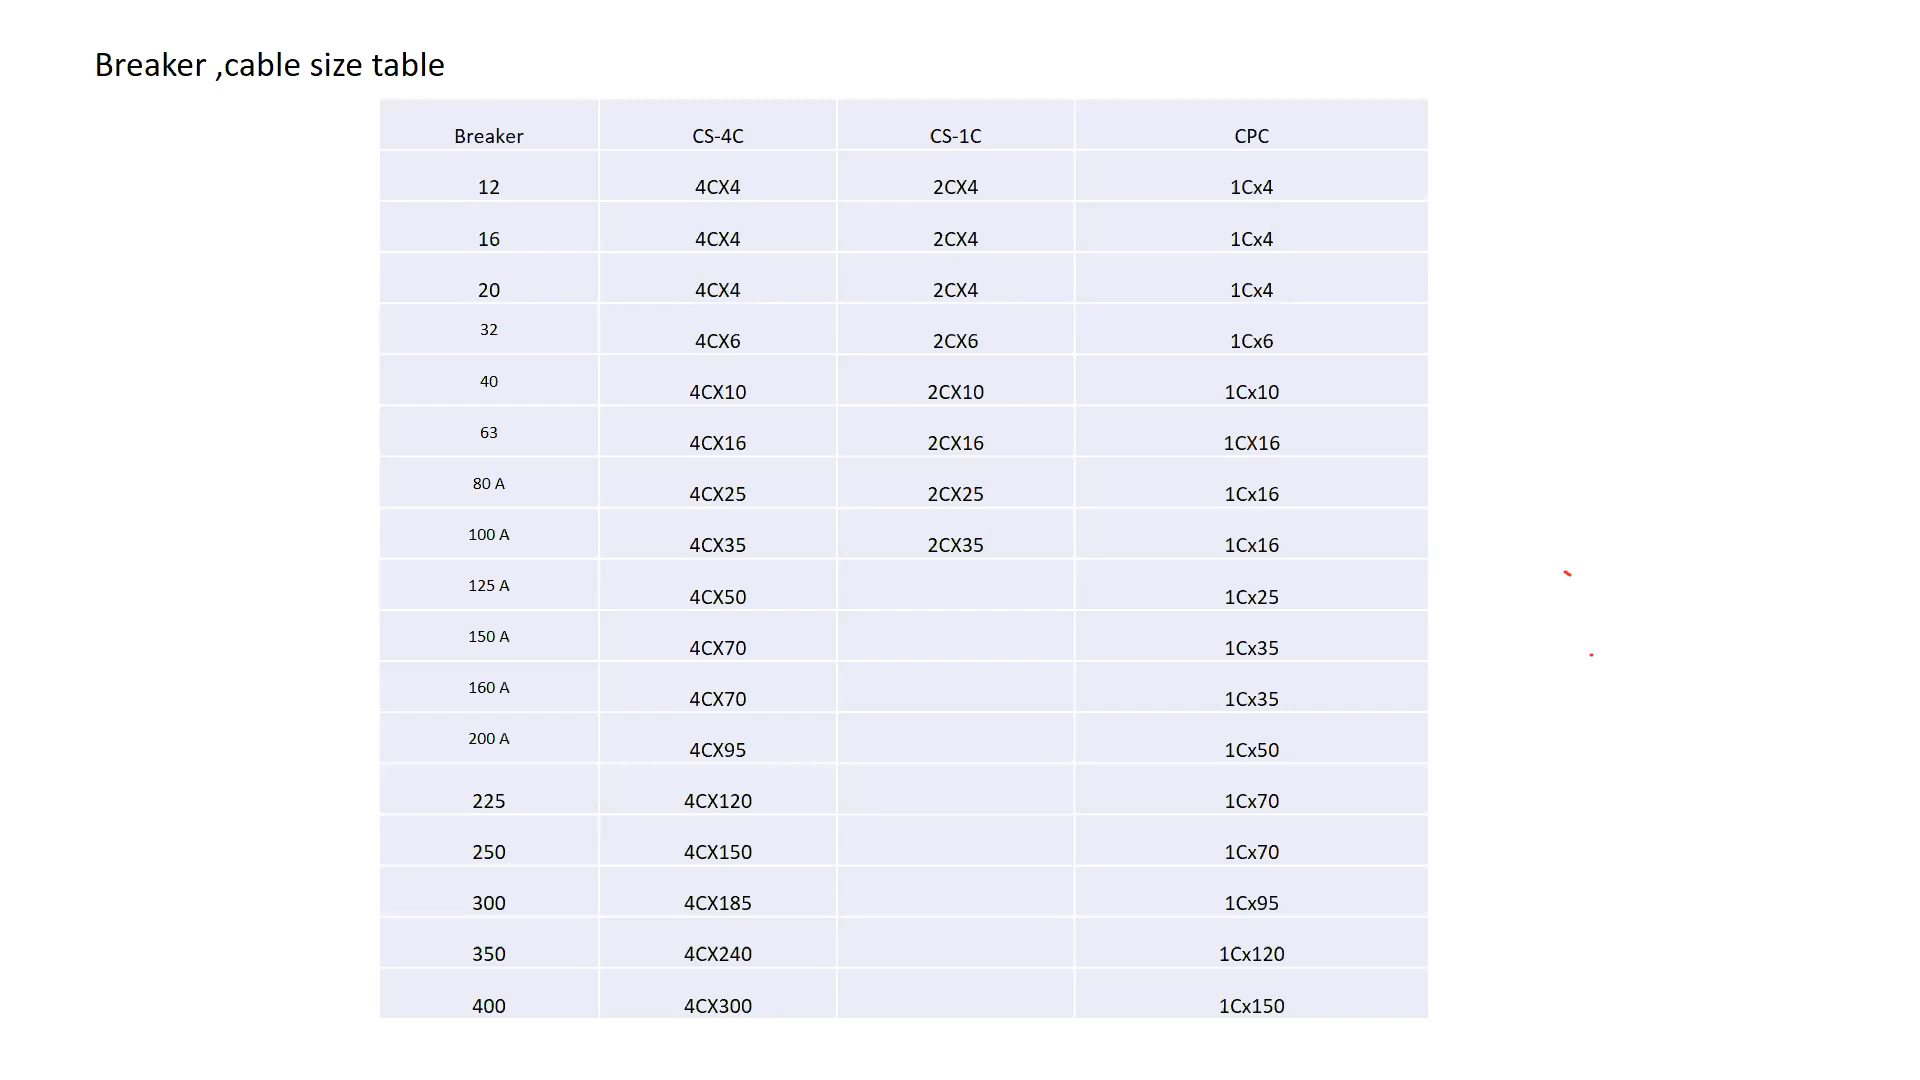 Breaker ,cable size table
Breaker CS-4C CS-1C CPC
12 4CX4 2CX4 1Cx4
16 4CX4 2CX4 1Cx4
20 4CX4 2CX4 1Cx4
32 4CX6 2CX6 1Cx6
40 4CX10 2CX10 1Cx10
63 4CX16 2CX16 1CX16
80 A 4CX25 2CX25 1Cx16
100 A 4CX35 2CX35 1Cx16
125 A 4CX50 1Cx25
150 A 4CX70 1Cx35
160 A 4CX70 1Cx35
200 A 4CX95 1Cx50
225 4CX120 1Cx70
250 4CX150 1Cx70
300 4CX185 1Cx95
350 4CX240 1Cx120
400 4CX300 1Cx150